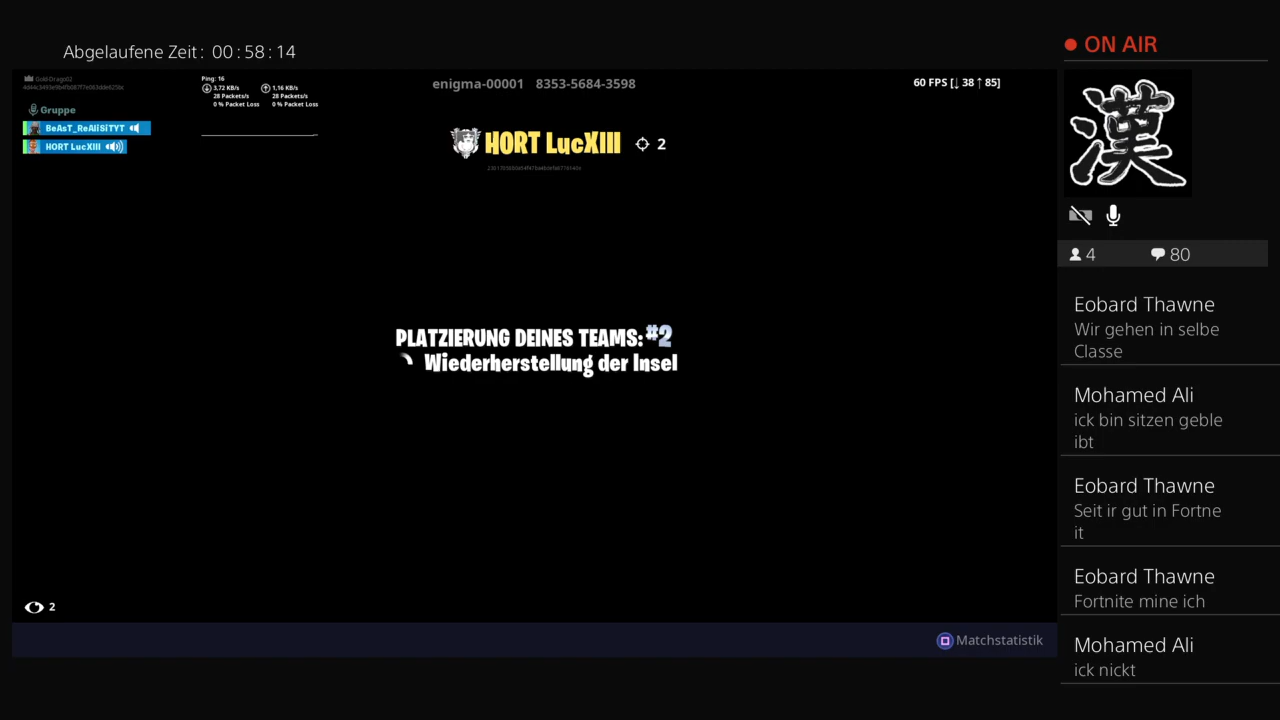 Abgelaufene Zeit: 00:58:14
ON AIR
Gold-Drago02
Ping: 16
3,72 KB/s
1,16 KB/s
28 Packets/s
28 Packets/s
0 % Packet Loss
0 % Packet Loss
enigma-00001 8353-5684-3598
60 FPS [↓ 38 ↑ 85]
Gruppe
BeAsT_ReAliSiTYT
HORT LucXIII
HORT LucXIII 2
漢
4 80
PLATZIERUNG DEINES TEAMS: #2
Wiederherstellung der Insel
Eobard Thawne
Wir gehen in selbe
Classe
Mohamed Ali
ick bin sitzen geble
ibt
Eobard Thawne
Seit ir gut in Fortne
it
Eobard Thawne
Fortnite mine ich
Mohamed Ali
ick nickt
2
Matchstatistik